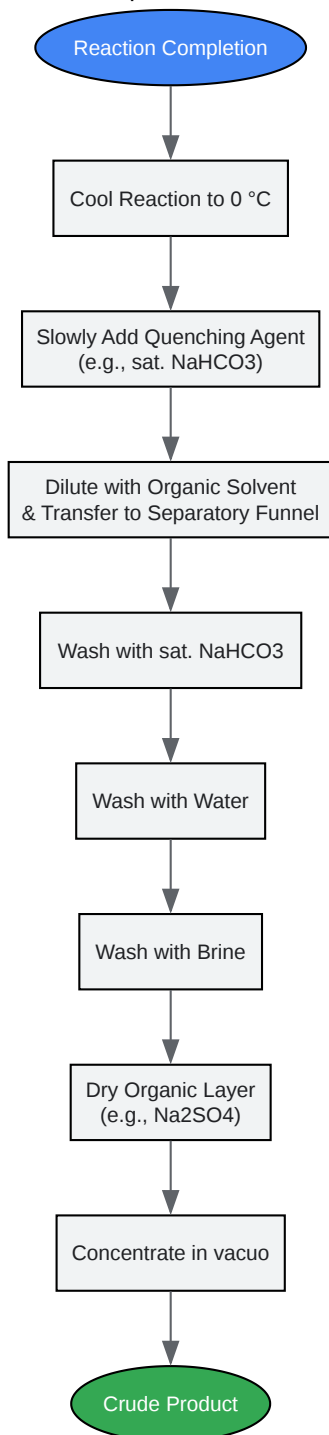 Reaction Completion
Cool Reaction to 0 °C
Slowly Add Quenching Agent
(e.g., sat. NaHCO3)
Dilute with Organic Solvent
& Transfer to Separatory Funnel
Wash with sat. NaHCO3
Wash with Water
Wash with Brine
Dry Organic Layer
(e.g., Na2SO4)
Concentrate in vacuo
Crude Product